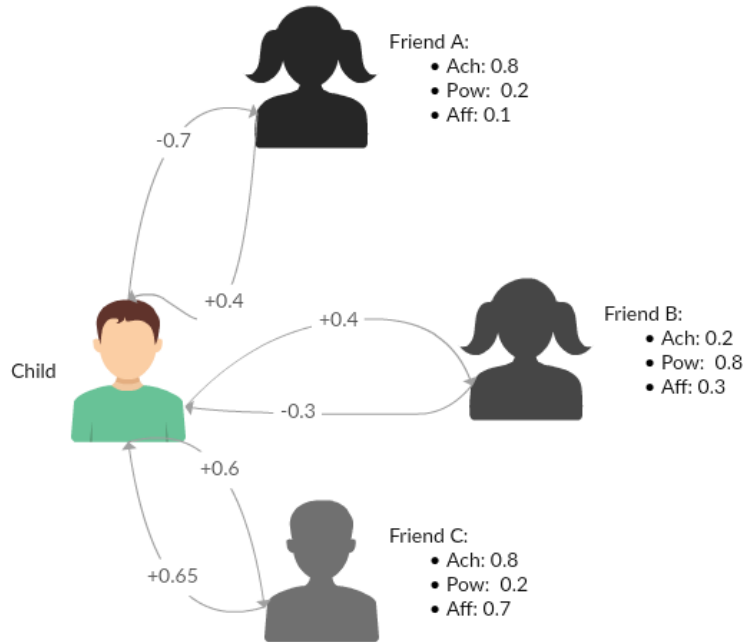 Friend A:
• Ach: 0.8
• Pow: 0.2
• Aff: 0.1
-0.7
+0.4
+0.4
Friend B:
• Ach: 0.2
• Pow: 0.8
• Aff: 0.3
Child
-0.3
+0.6
Friend C:
• Ach: 0.8
• Pow: 0.2
• Aff: 0.7
+0.65